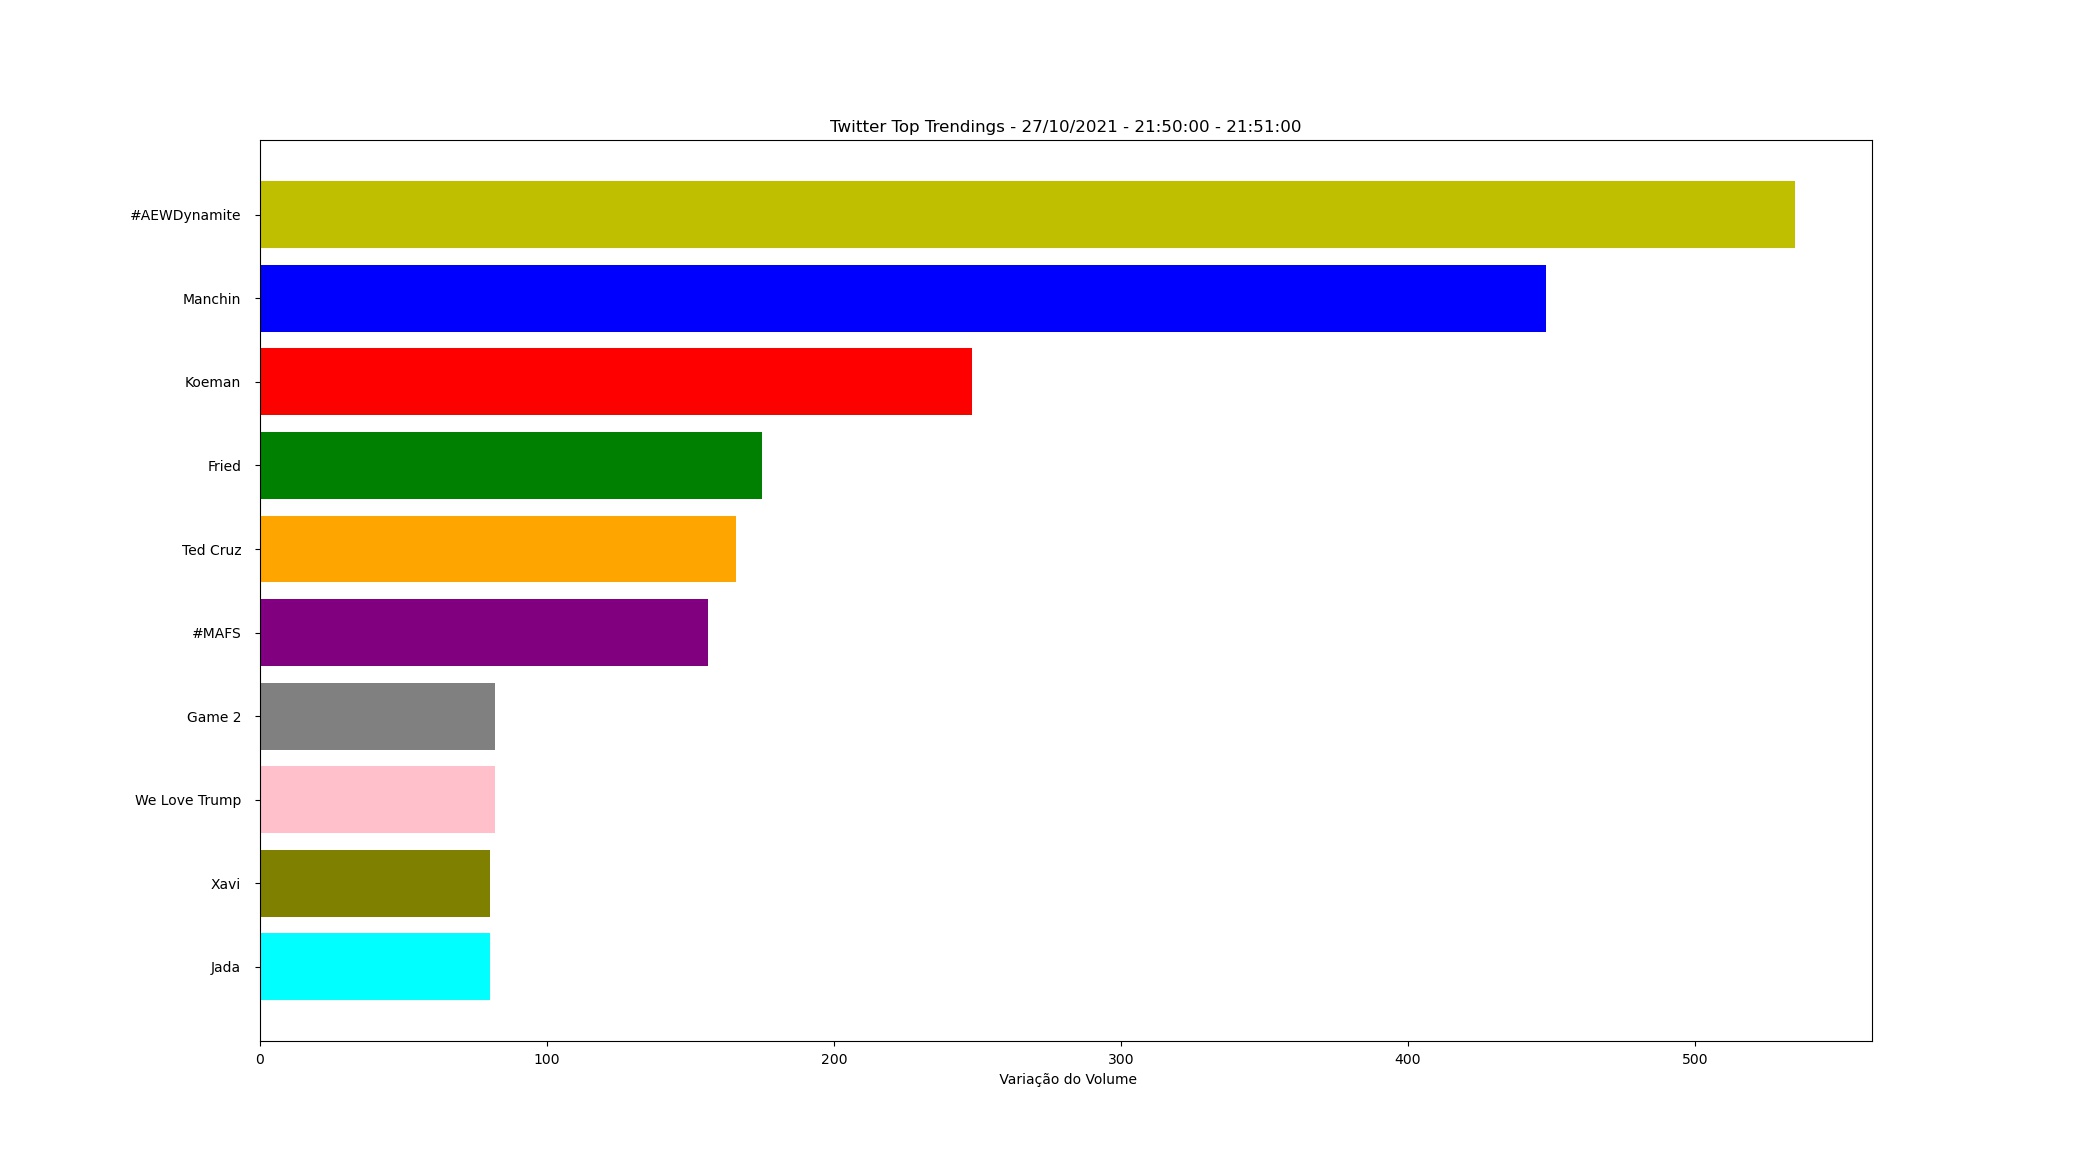 Twitter Top Trendings - 27/10/2021 - 21:50:00 - 21:51:00
#AEWDynamite
Manchin
Koeman
Fried
Ted Cruz
#MAFS
Game 2
We Love Trump
Xavi
Jada
0 100 200 300 400 500
Variação do Volume